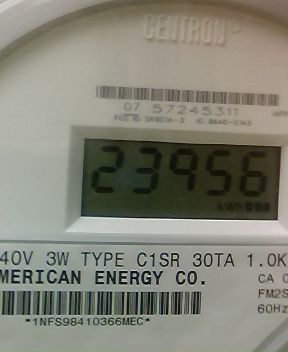 CENTRON
07 57245311
23956
kWh
40V 3W TYPE C1SR 30TA 1.0K
MERICAN ENERGY CO.
CA
FM2S
60Hz
*1NFS98410366MEC*